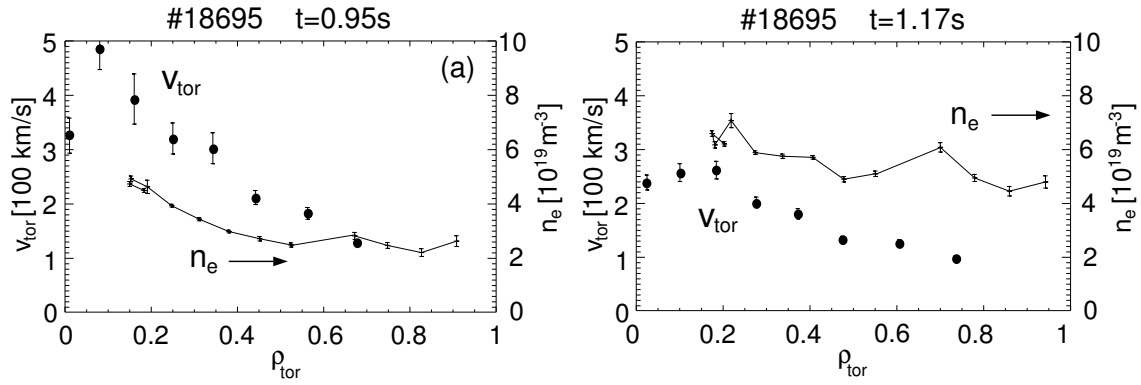 #18695 t=0.95s
(a)
v_tor
n_e
v_tor [100 km/s]
0 1 2 3 4 5
n_e [10^19 m^-3]
0 2 4 6 8 10
0 0.2 0.4 0.6 0.8 1
ρ_tor
#18695 t=1.17s
n_e
v_tor
v_tor [100 km/s]
0 1 2 3 4 5
n_e [10^19 m^-3]
0 2 4 6 8 10
0 0.2 0.4 0.6 0.8 1
ρ_tor